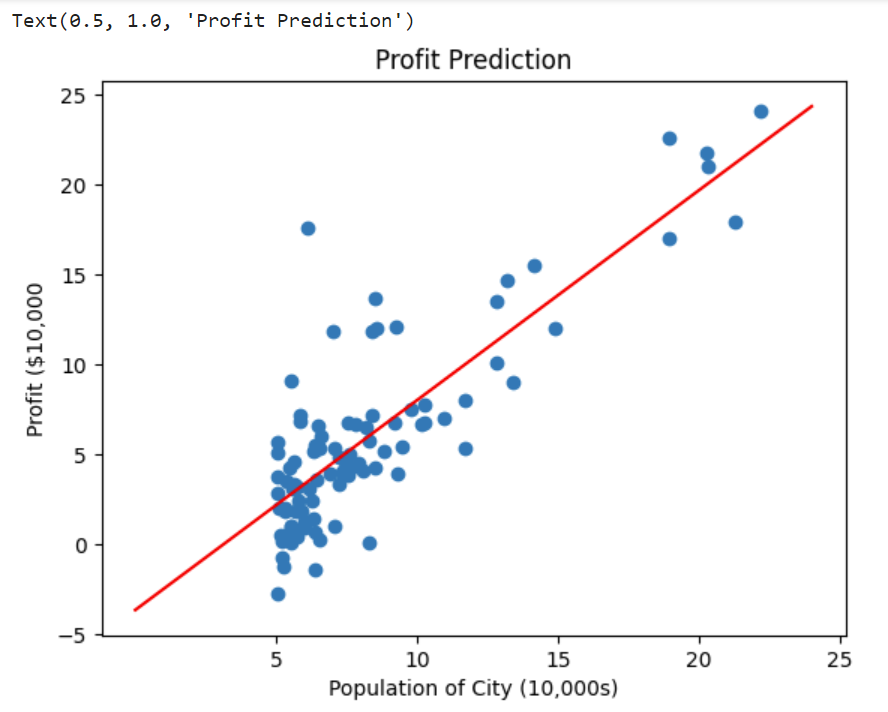 Text(0.5, 1.0, 'Profit Prediction')
Profit Prediction
25
20
15
10
5
0
−5
Profit ($10,000
5 10 15 20 25
Population of City (10,000s)